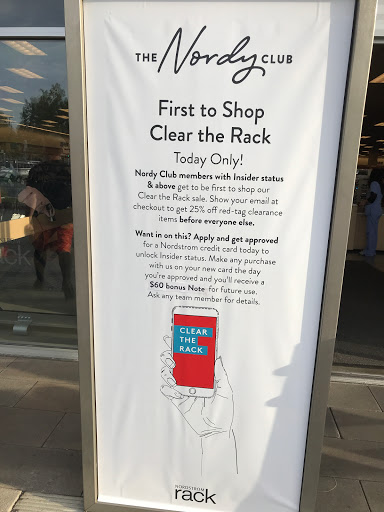 THE Nordy CLUB
First to Shop
Clear the Rack
Today Only!
Nordy Club members with Insider status
& above get to be first to shop our
Clear the Rack sale. Show your email at
checkout to get 25% off red-tag clearance
items before everyone else.
Want in on this? Apply and get approved
for a Nordstrom credit card today to
unlock Insider status. Make any purchase
with us on your new card the day
you're approved and you'll receive a
$60 bonus Note for future use.
Ask any team member for details.
CLEAR
THE
RACK
NORDSTROM
rack
rack